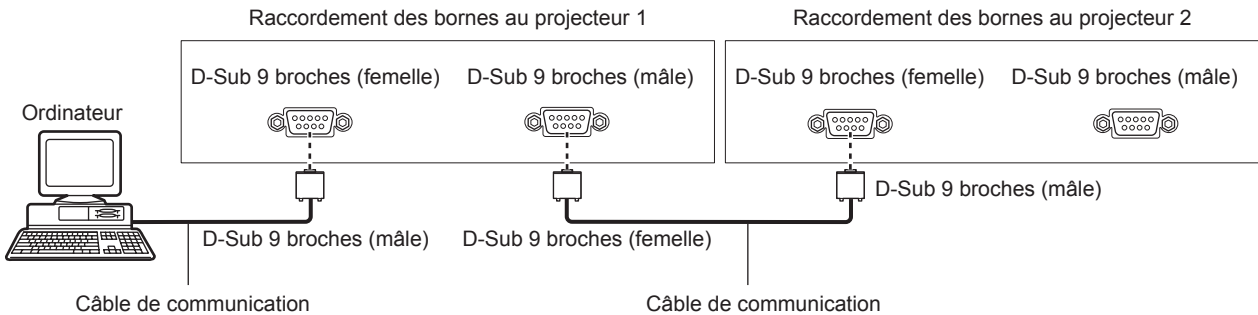 Raccordement des bornes au projecteur 1
Raccordement des bornes au projecteur 2
D-Sub 9 broches (femelle)
D-Sub 9 broches (mâle)
D-Sub 9 broches (femelle)
D-Sub 9 broches (mâle)
Ordinateur
D-Sub 9 broches (mâle)
D-Sub 9 broches (mâle)
D-Sub 9 broches (femelle)
Câble de communication
Câble de communication